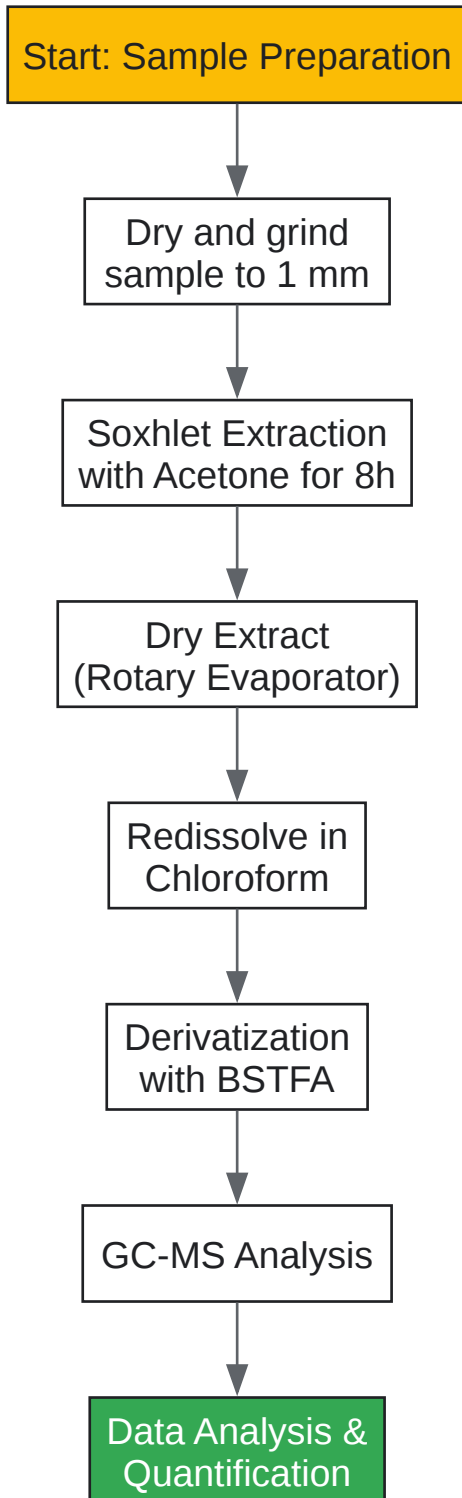 Start: Sample Preparation
Dry and grind
sample to 1 mm
Soxhlet Extraction
with Acetone for 8h
Dry Extract
(Rotary Evaporator)
Redissolve in
Chloroform
Derivatization
with BSTFA
GC-MS Analysis
Data Analysis &
Quantification